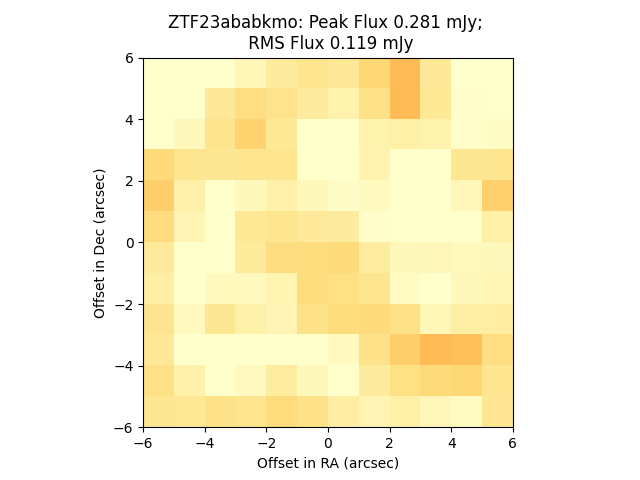 ZTF23ababkmo: Peak Flux 0.281 mJy;
RMS Flux 0.119 mJy
6
4
2
0
−2
−4
−6
Offset in Dec (arcsec)
−6 −4 −2 0 2 4 6
Offset in RA (arcsec)